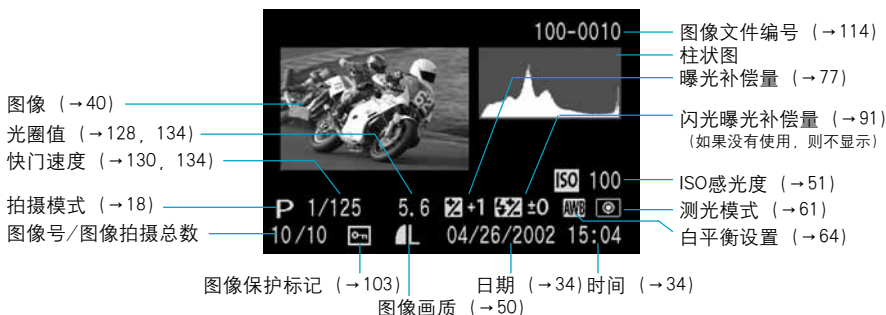 100-0010
图像文件编号 (→114)
柱状图
曝光补偿量 (→77)
图像 (→40)
光圈值 (→128, 134)
快门速度 (→130, 134)
闪光曝光补偿量 (→91)
(如果没有使用, 则不显示)
ISO 100
ISO感光度 (→51)
拍摄模式 (→18)
P 1/125 5.6 +1 ±0 AWB
测光模式 (→61)
图像号/图像拍摄总数
10/10 L 04/26/2002 15:04
白平衡设置 (→64)
图像保护标记 (→103)
日期 (→34) 时间 (→34)
图像画质 (→50)